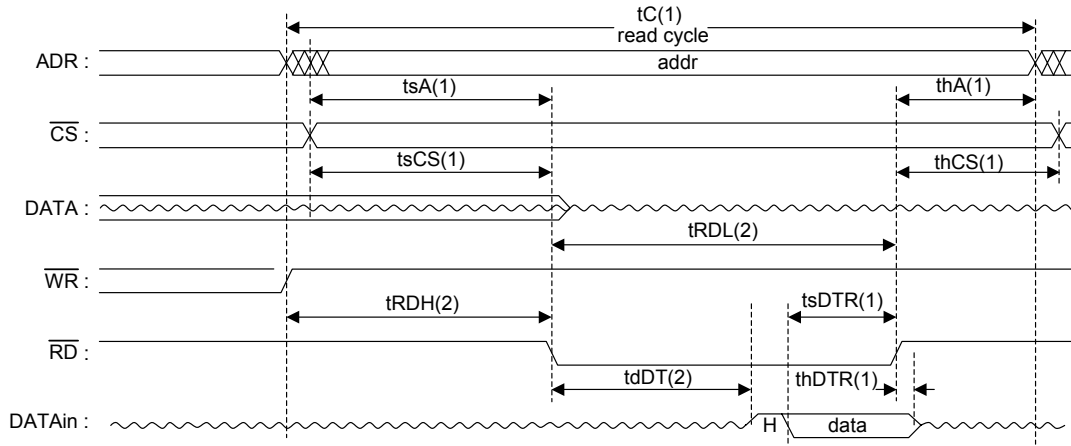 tC(1)
read cycle
ADR :
addr
tsA(1)
thA(1)
CS :
tsCS(1)
thCS(1)
DATA :
tRDL(2)
WR :
tRDH(2)
tsDTR(1)
RD :
tdDT(2)
thDTR(1)
DATAin :
H
data